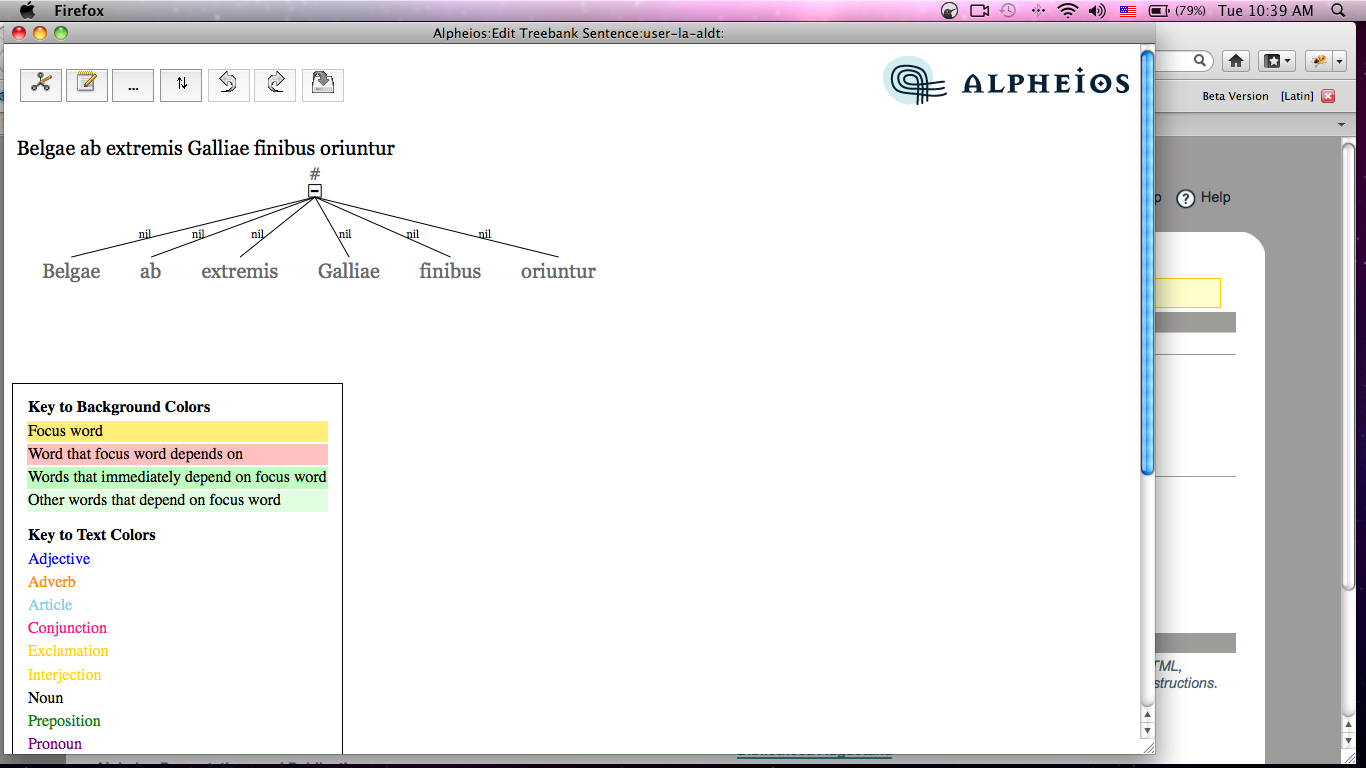 Firefox
(79%)
Tue 10:39 AM
Alpheios:Edit Treebank Sentence:user-la-aldt:
...
ALPHEIOS
Beta Version [Latin]
Belgae ab extremis Galliae finibus oriuntur
#
nil nil nil nil nil nil
Belgae ab extremis Galliae finibus oriuntur
Help
Key to Background Colors
Focus word
Word that focus word depends on
Words that immediately depend on focus word
Other words that depend on focus word
Key to Text Colors
Adjective
Adverb
Article
Conjunction
Exclamation
Interjection
Noun
Preposition
Pronoun
TML,
structions.